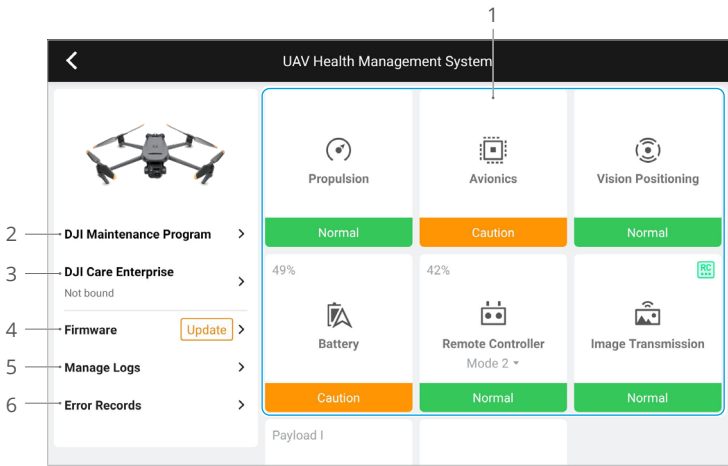 1
UAV Health Management System
Propulsion
Normal
Avionics
Caution
Vision Positioning
Normal
2
DJI Maintenance Program
3
DJI Care Enterprise
Not bound
4
Firmware
Update
5
Manage Logs
6
Error Records
49%
Battery
Caution
42%
Remote Controller
Mode 2
Normal
RC
Image Transmission
Normal
Payload I